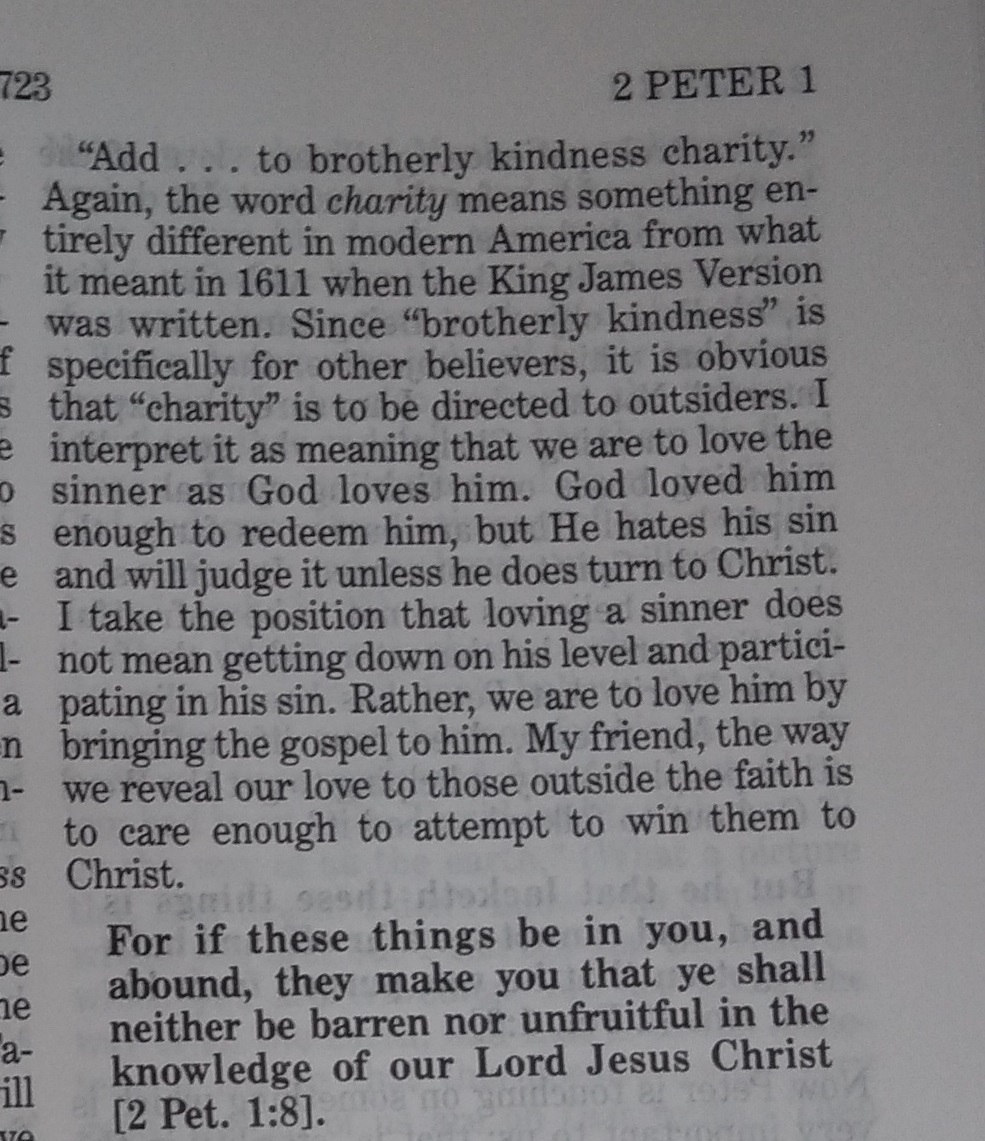 723 2 PETER 1
“Add . . . to brotherly kindness charity.”
Again, the word charity means something en-
tirely different in modern America from what
it meant in 1611 when the King James Version
was written. Since “brotherly kindness” is
specifically for other believers, it is obvious
that “charity” is to be directed to outsiders. I
interpret it as meaning that we are to love the
sinner as God loves him. God loved him
enough to redeem him, but He hates his sin
and will judge it unless he does turn to Christ.
I take the position that loving a sinner does
not mean getting down on his level and partici-
pating in his sin. Rather, we are to love him by
bringing the gospel to him. My friend, the way
we reveal our love to those outside the faith is
to care enough to attempt to win them to
Christ.
For if these things be in you, and
abound, they make you that ye shall
neither be barren nor unfruitful in the
knowledge of our Lord Jesus Christ
[2 Pet. 1:8].